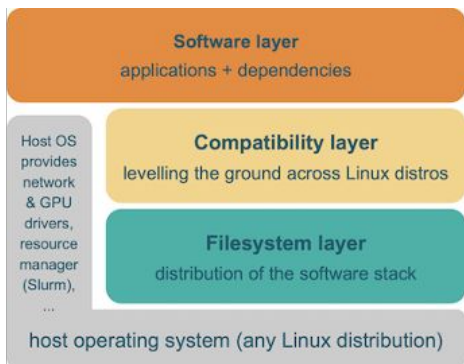 Software layer
applications + dependencies
Host OS
provides
network
& GPU
drivers,
resource
manager
(Slurm),
...
Compatibility layer
levelling the ground across Linux distros
Filesystem layer
distribution of the software stack
host operating system (any Linux distribution)